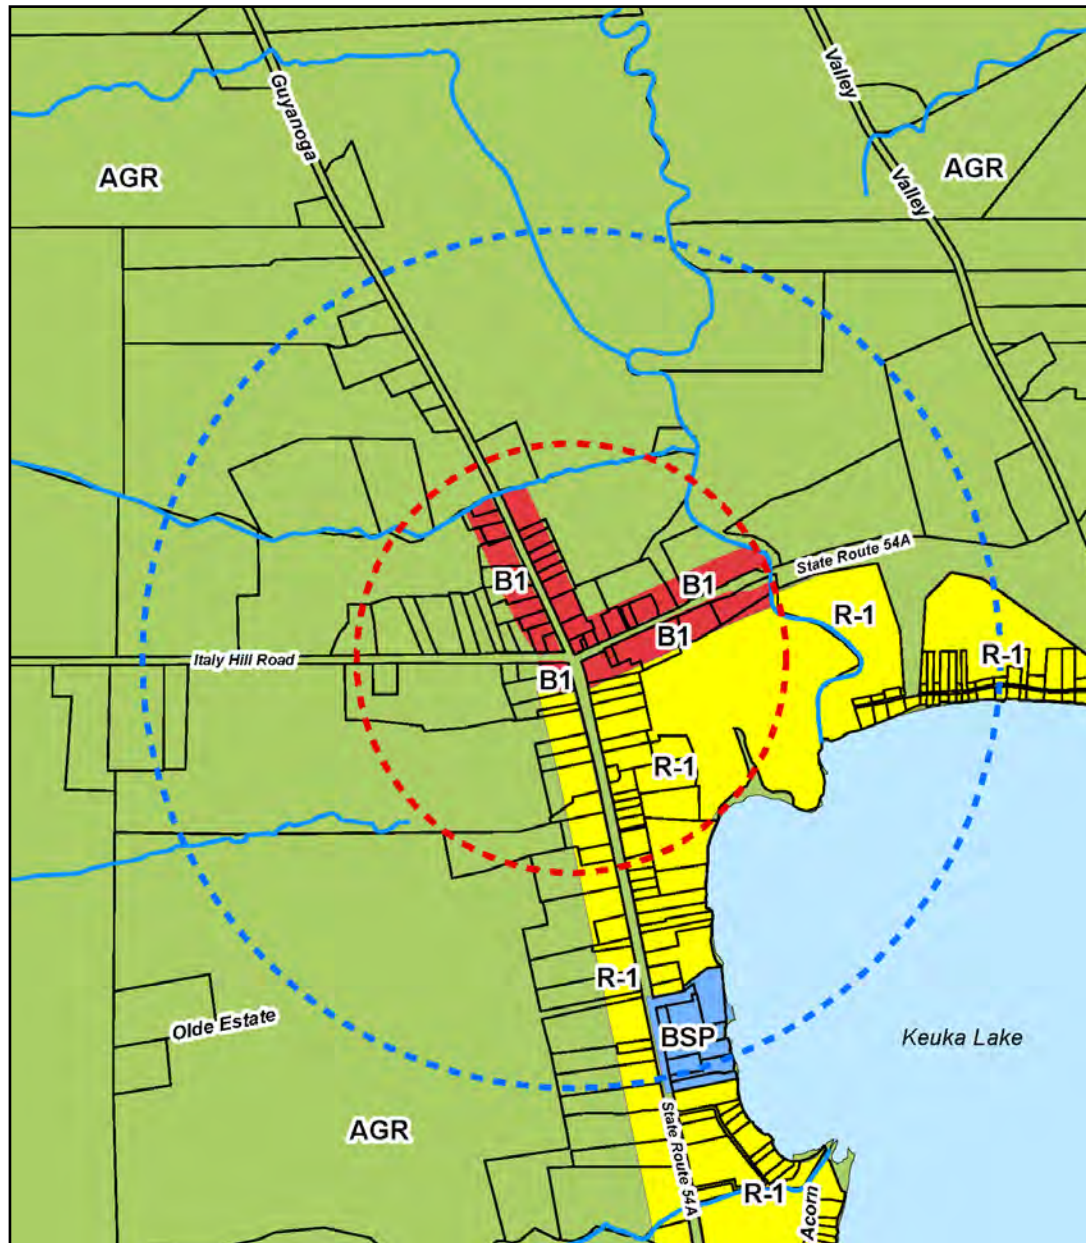 Guyanoga
Valley
AGR
AGR
Valley
State Route 54A
B1
B1
R-1
B1
Italy Hill Road
B1
R-1
R-1
R-1
Olde Estate
BSP
Keuka Lake
AGR
State Route 54A
R-1
Acorn